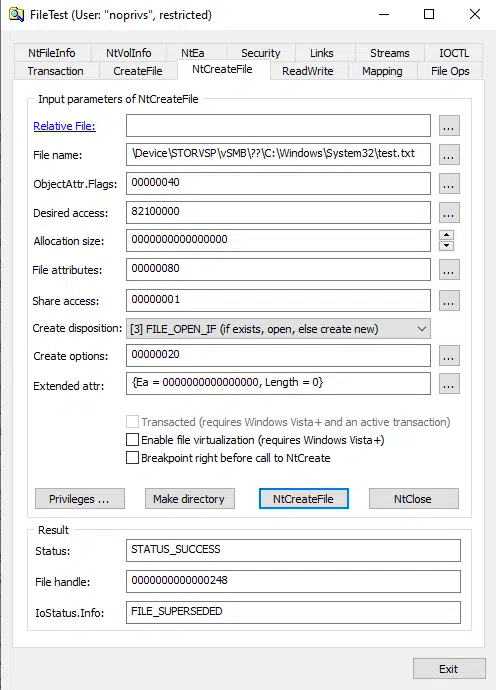 FileTest (User: "noprivs", restricted)
NtFileInfo NtVolInfo NtEa Security Links Streams IOCTL
Transaction CreateFile NtCreateFile ReadWrite Mapping File Ops
Input parameters of NtCreateFile
Relative File: ...
File name: \Device\STORVSP\vSMB\??\C:\Windows\System32\test.txt ...
ObjectAttr.Flags: 00000040 ...
Desired access: 82100000 ...
Allocation size: 0000000000000000
File attributes: 00000080 ...
Share access: 00000001 ...
Create disposition: [3] FILE_OPEN_IF (if exists, open, else create new)
Create options: 00000020 ...
Extended attr: {Ea = 0000000000000000, Length = 0} ...
Transacted (requires Windows Vista+ and an active transaction)
Enable file virtualization (requires Windows Vista+)
Breakpoint right before call to NtCreate
Privileges ... Make directory NtCreateFile NtClose
Result
Status: STATUS_SUCCESS
File handle: 0000000000000248
IoStatus.Info: FILE_SUPERSEDED
Exit